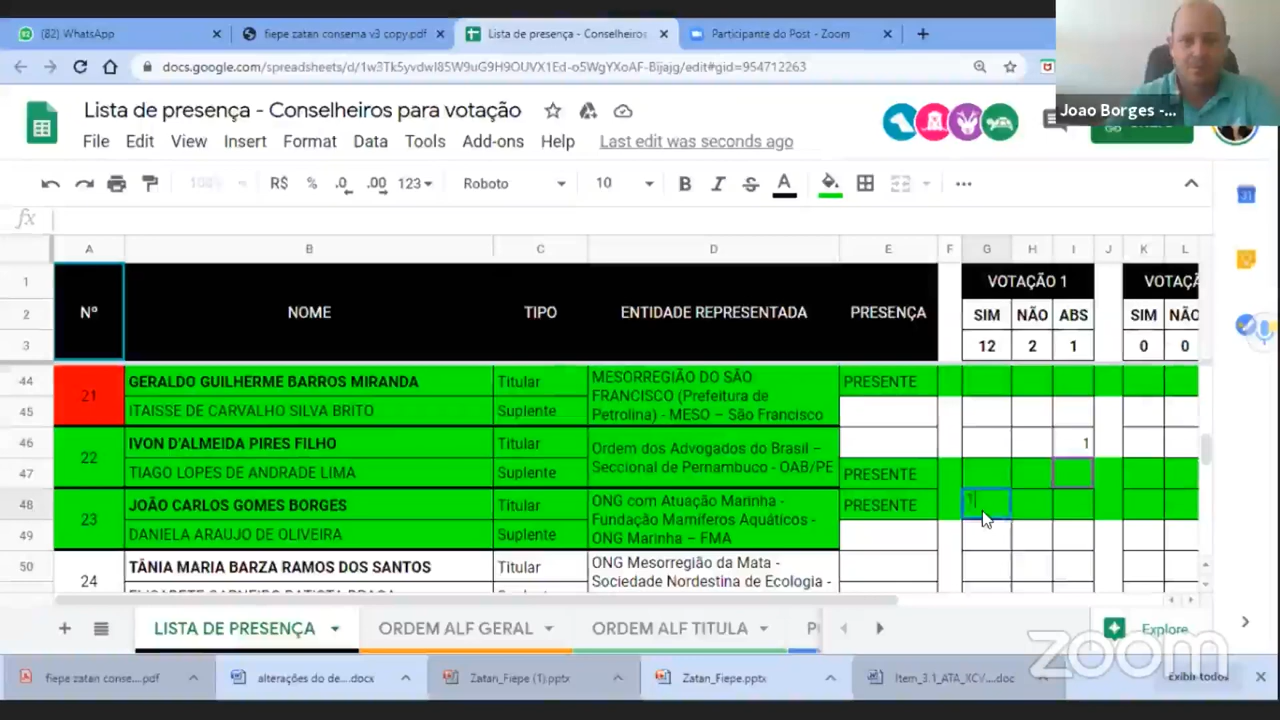 (82) WhatsApp
fiepe zatan consema v3 copy.pdf
Lista de presença - Conselheiros
Participante do Post - Zoom
docs.google.com/spreadsheets/d/1w3Tk5yvdwI85W9uG9H9OUVX1Ed-o5WgYXoAF-Bijajg/edit#gid=954712263
Joao Borges -...
Lista de presença - Conselheiros para votação
File Edit View Insert Format Data Tools Add-ons Help Last edit was seconds ago
100% R$ % .0 .00 123 Roboto 10 B I S A ...
fx
A B C D E F G H I J K L
1 Nº NOME TIPO ENTIDADE REPRESENTADA PRESENÇA VOTAÇÃO 1
2 SIM NÃO ABS SIM
3 12 2 1 0 0
44 21 GERALDO GUILHERME BARROS MIRANDA Titular MESORREGIÃO DO SÃO PRESENTE
FRANCISCO (Prefeitura de
45 ITAISSE DE CARVALHO SILVA BRITO Suplente Petrolina) - MESO – São Francisco
46 22 IVON D'ALMEIDA PIRES FILHO Titular Ordem dos Advogados do Brasil – 1
47 TIAGO LOPES DE ANDRADE LIMA Suplente Seccional de Pernambuco - OAB/PE PRESENTE
48 23 JOÃO CARLOS GOMES BORGES Titular ONG com Atuação Marinha - PRESENTE 1
Fundação Mamíferos Aquáticos -
49 DANIELA ARAUJO DE OLIVEIRA Suplente ONG Marinha – FMA
50 24 TÂNIA MARIA BARZA RAMOS DOS SANTOS Titular ONG Mesorregião da Mata -
Sociedade Nordestina de Ecologia -
+ LISTA DE PRESENÇA ORDEM ALF GERAL ORDEM ALF TITULA Explore
zoom
fiepe zatan conse....pdf
alterações do de....docx
Zatan_Fiepe (1).pptx
Zatan_Fiepe.pptx
Item_3.1_ATA_XCV....doc
Exibir todos